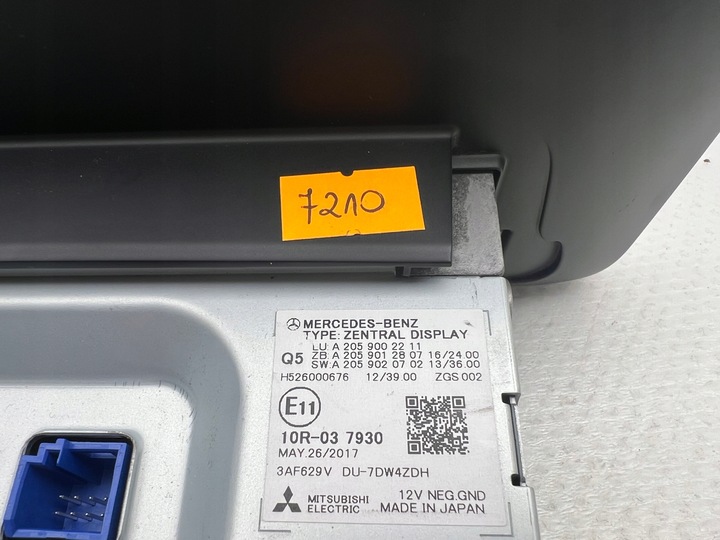 7210
MERCEDES-BENZ
TYPE: ZENTRAL DISPLAY
LU: A 205 900 22 11
Q5 ZB: A 205 901 28 07 16/24 00
SW: A 205 902 07 02 13/36 00
H526000676 12/39 00 ZGS 002
E11
10R-03 7930
MAY.26/2017
3AF629V DU-7DW4ZDH
MITSUBISHI ELECTRIC
12V NEG.GND
MADE IN JAPAN